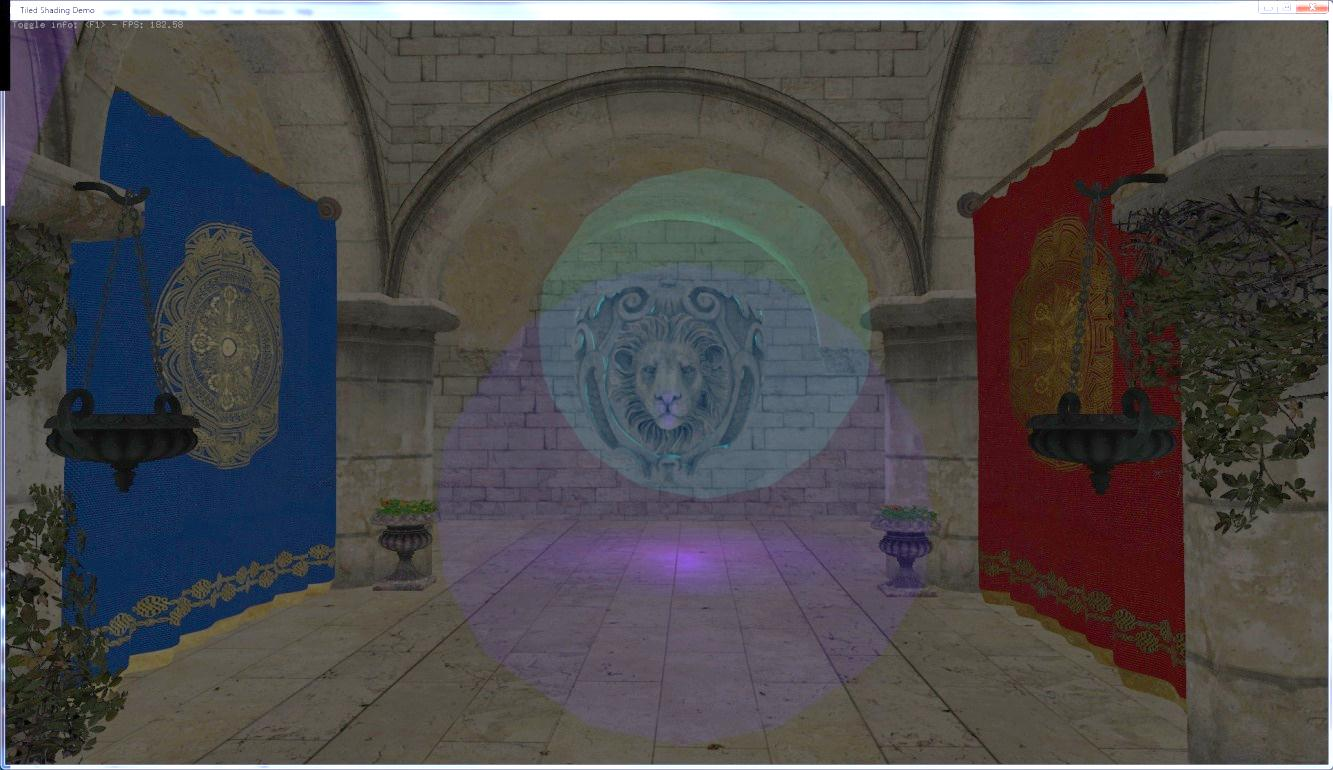 Tiled Shading Demo
Toggle info: <F1> - FPS: 182.58